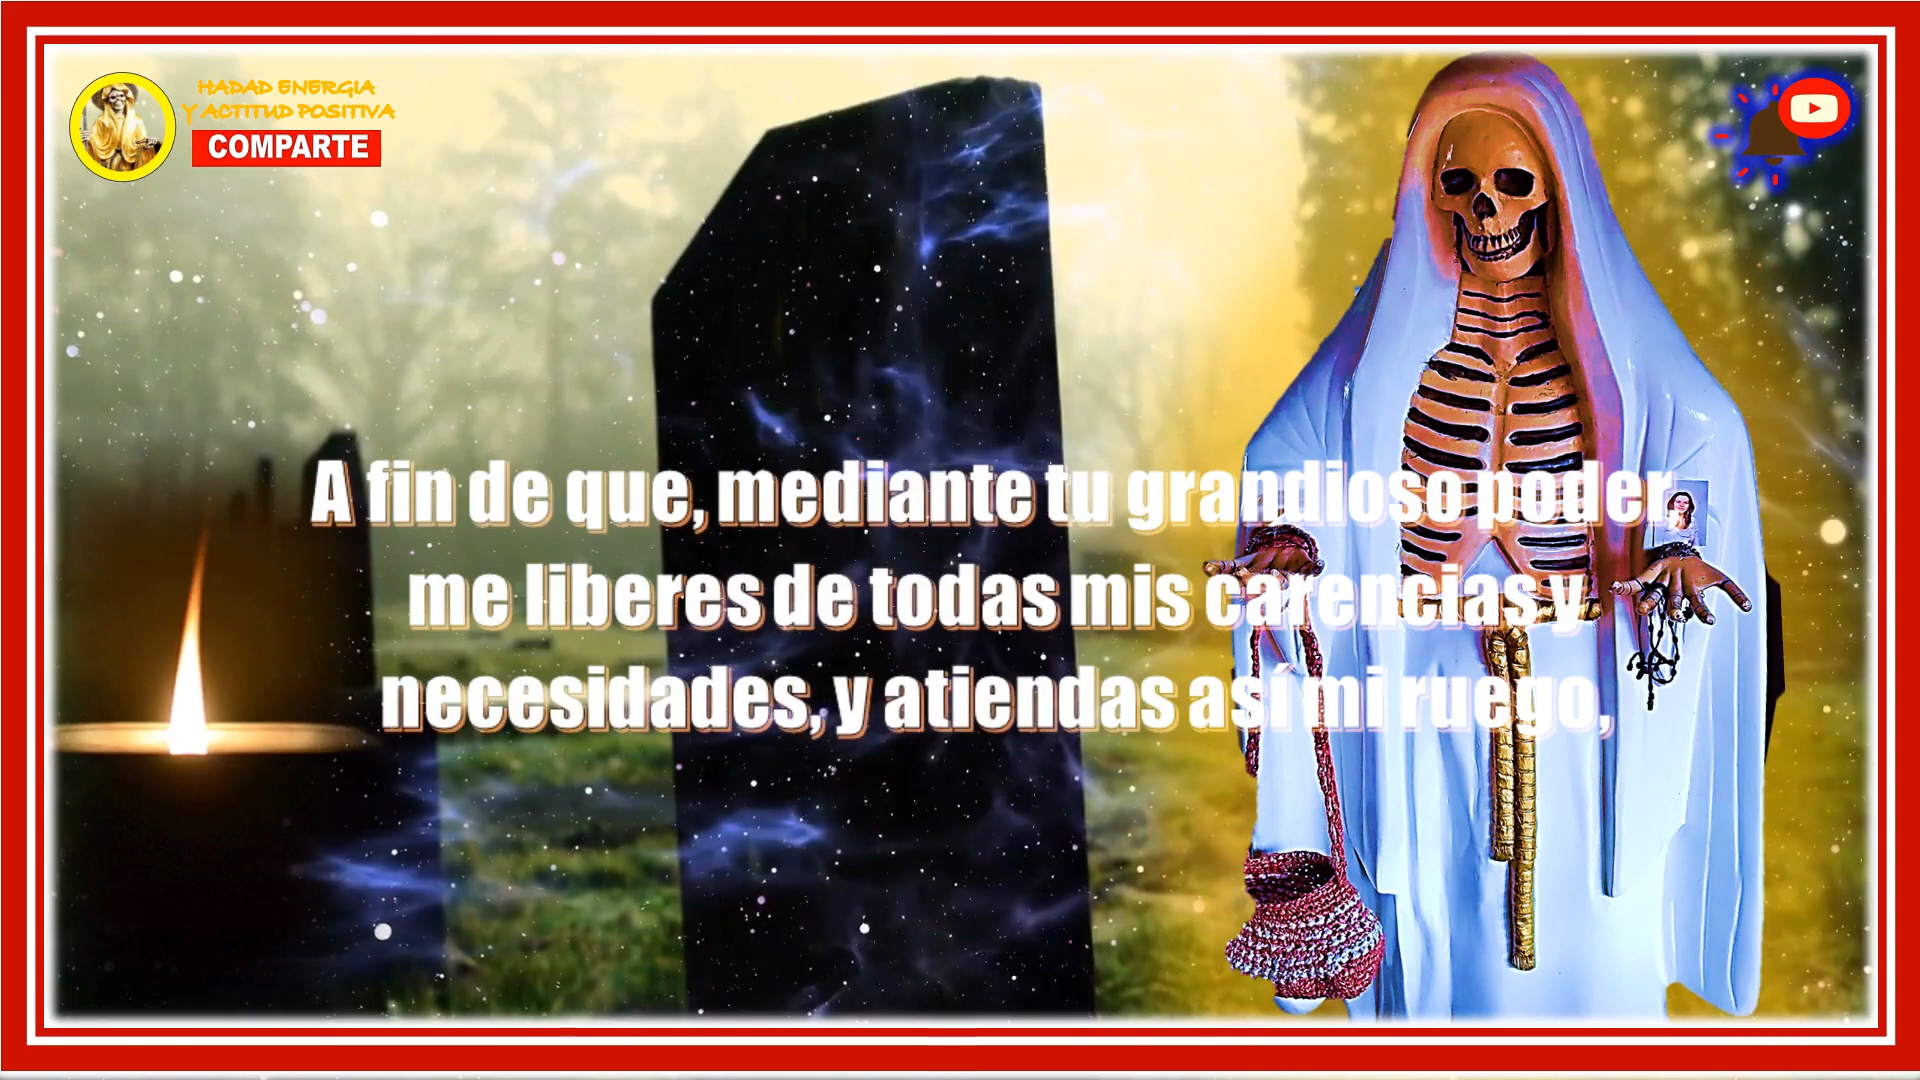 HADAD ENERGIA
Y ACTITUD POSITIVA
COMPARTE
A fin de que, mediante tu grandioso poder,
me liberes de todas mis carencias y
necesidades, y atiendas así mi ruego,